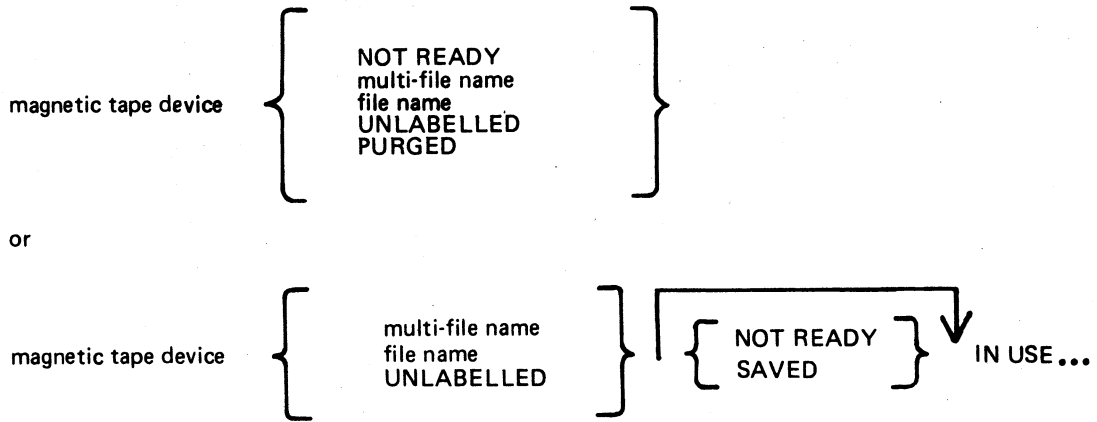 NOT READY
multi-file name
magnetic tape device file name
UNLABELLED
PURGED
or
multi-file name
magnetic tape device file name
UNLABELLED
NOT READY
SAVED
IN USE...